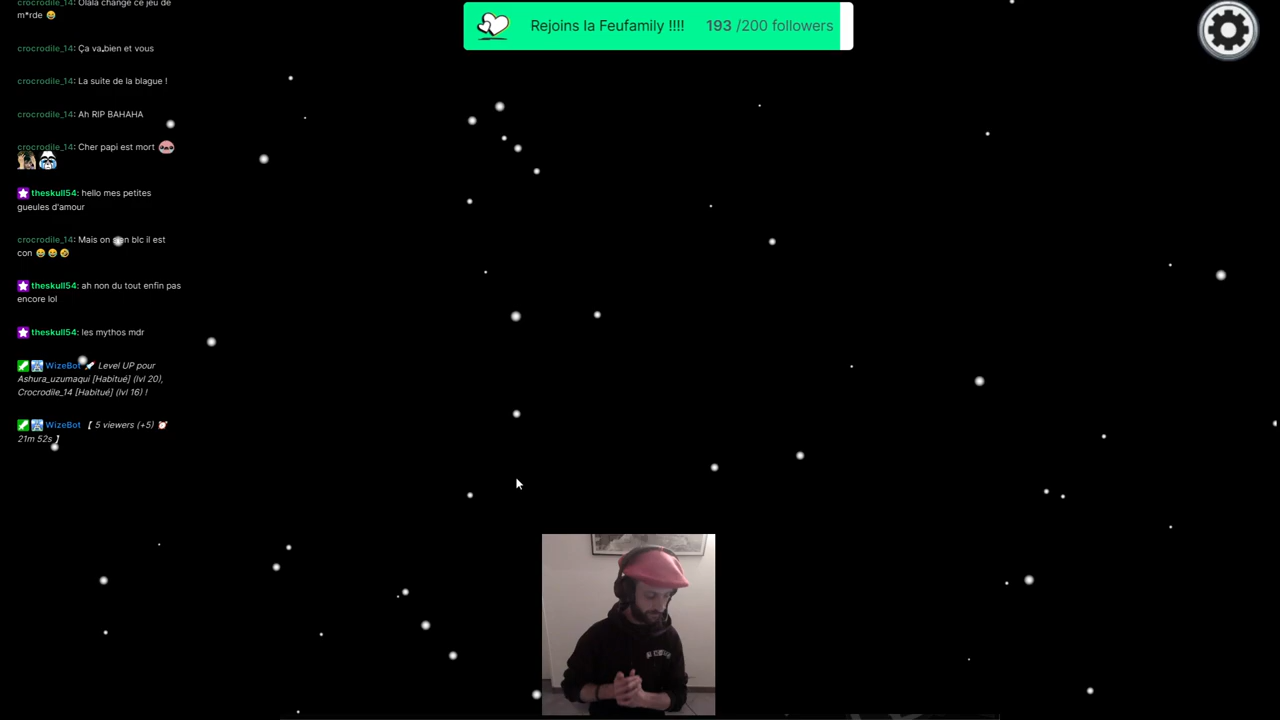 crocrodile_14: Olala change ce jeu de
m*rde 😅
Rejoins la Feufamily !!!! 193 /200 followers
crocrodile_14: Ça va bien et vous
crocrodile_14: La suite de la blague !
crocrodile_14: Ah RIP BAHAHA
crocrodile_14: Cher papi est mort
theskull54: hello mes petites
gueules d'amour
crocrodile_14: Mais on s'en blc il est
con 😂 😂 🤣
theskull54: ah non du tout enfin pas
encore lol
theskull54: les mythos mdr
WizeBot 🚀 Level UP pour
Ashura_uzumaqui [Habitué] (lvl 20),
Crocrodile_14 [Habitué] (lvl 16) !
WizeBot 【 5 viewers (+5) ⏰
21m 52s 】